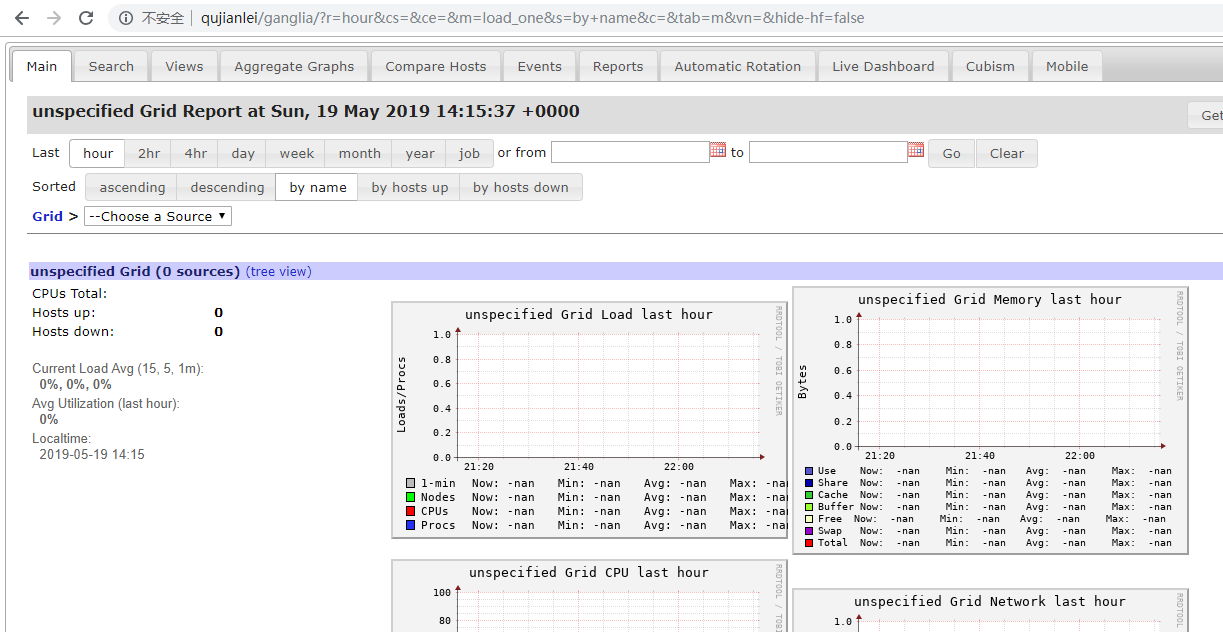 不安全 | qujianlei/ganglia/?r=hour&cs=&ce=&m=load_one&s=by+name&c=&tab=m&vn=&hide-hf=false
Main Search Views Aggregate Graphs Compare Hosts Events Reports Automatic Rotation Live Dashboard Cubism Mobile
unspecified Grid Report at Sun, 19 May 2019 14:15:37 +0000
Get
Last hour 2hr 4hr day week month year job or from to Go Clear
Sorted ascending descending by name by hosts up by hosts down
Grid > --Choose a Source
unspecified Grid (0 sources) (tree view)
CPUs Total:
Hosts up: 0
Hosts down: 0
Current Load Avg (15, 5, 1m):
0%, 0%, 0%
Avg Utilization (last hour):
0%
Localtime:
2019-05-19 14:15
unspecified Grid Load last hour
RRDTOOL / TOBI OETIKER
Loads/Procs
1.0
0.8
0.6
0.4
0.2
0.0
21:20 21:40 22:00
1-min Now: -nan Min: -nan Avg: -nan Max: -nan
Nodes Now: -nan Min: -nan Avg: -nan Max: -nan
CPUs Now: -nan Min: -nan Avg: -nan Max: -nan
Procs Now: -nan Min: -nan Avg: -nan Max: -nan
unspecified Grid Memory last hour
RRDTOOL / TOBI OETIKER
Bytes
1.0
0.8
0.6
0.4
0.2
0.0
21:20 21:40 22:00
Use Now: -nan Min: -nan Avg: -nan Max: -nan
Share Now: -nan Min: -nan Avg: -nan Max: -nan
Cache Now: -nan Min: -nan Avg: -nan Max: -nan
Buffer Now: -nan Min: -nan Avg: -nan Max: -nan
Free Now: -nan Min: -nan Avg: -nan Max: -nan
Swap Now: -nan Min: -nan Avg: -nan Max: -nan
Total Now: -nan Min: -nan Avg: -nan Max: -nan
unspecified Grid CPU last hour
RRDTOOL / TOBI
100
80
unspecified Grid Network last hour
RRDTOOL
1.0